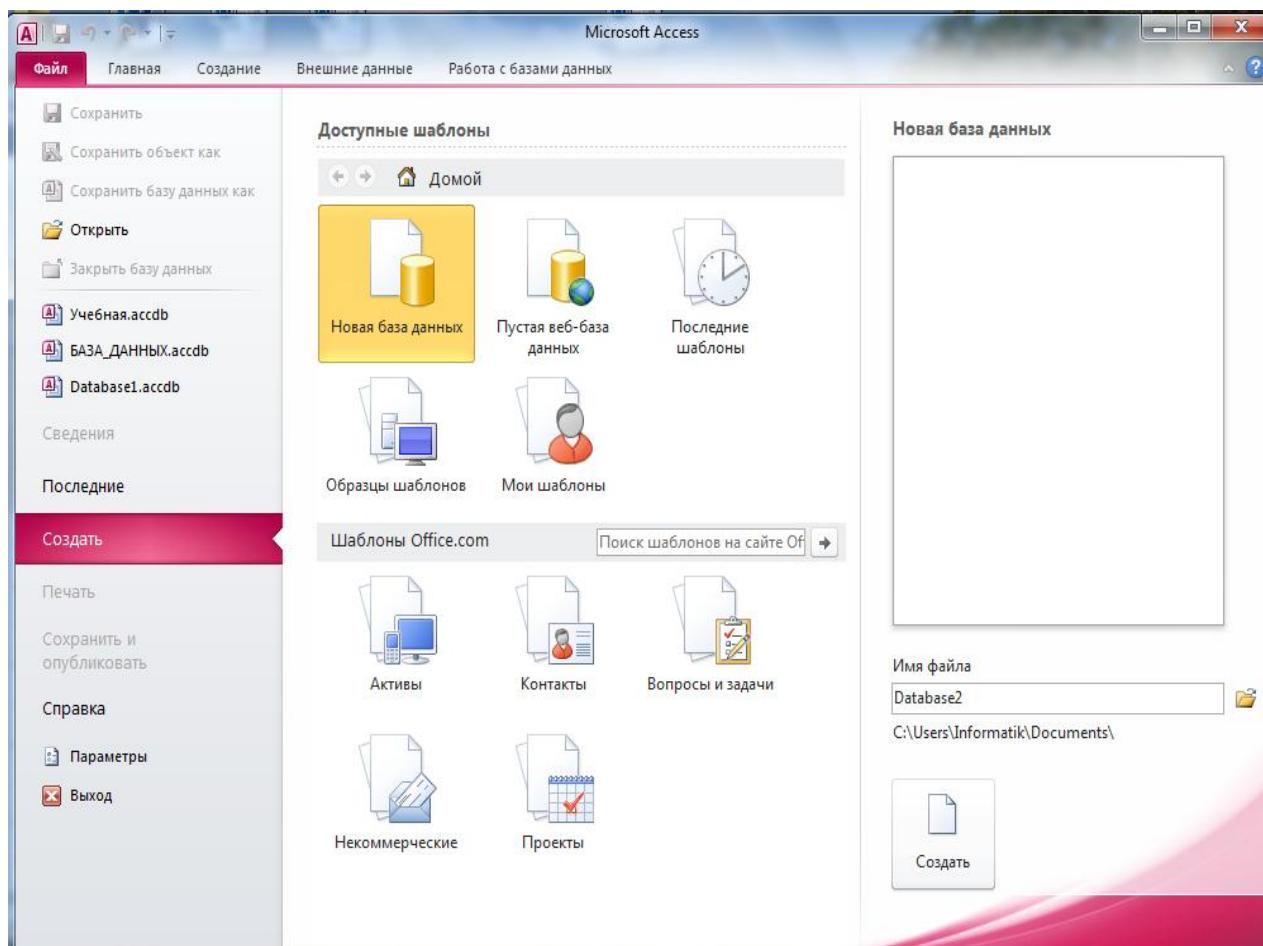 Microsoft Access
Файл Главная Создание Внешние данные Работа с базами данных
Сохранить
Сохранить объект как
Сохранить базу данных как
Открыть
Закрыть базу данных
Учебная.accdb
БАЗА_ДАННЫХ.accdb
Database1.accdb
Сведения
Последние
Создать
Печать
Сохранить и
опубликовать
Справка
Параметры
Выход
Доступные шаблоны
Домой
Новая база данных
Пустая веб-база
данных
Последние
шаблоны
Образцы шаблонов
Мои шаблоны
Шаблоны Office.com
Поиск шаблонов на сайте Of
Активы
Контакты
Вопросы и задачи
Некоммерческие
Проекты
Новая база данных
Имя файла
Database2
C:\Users\Informatik\Documents\
Создать